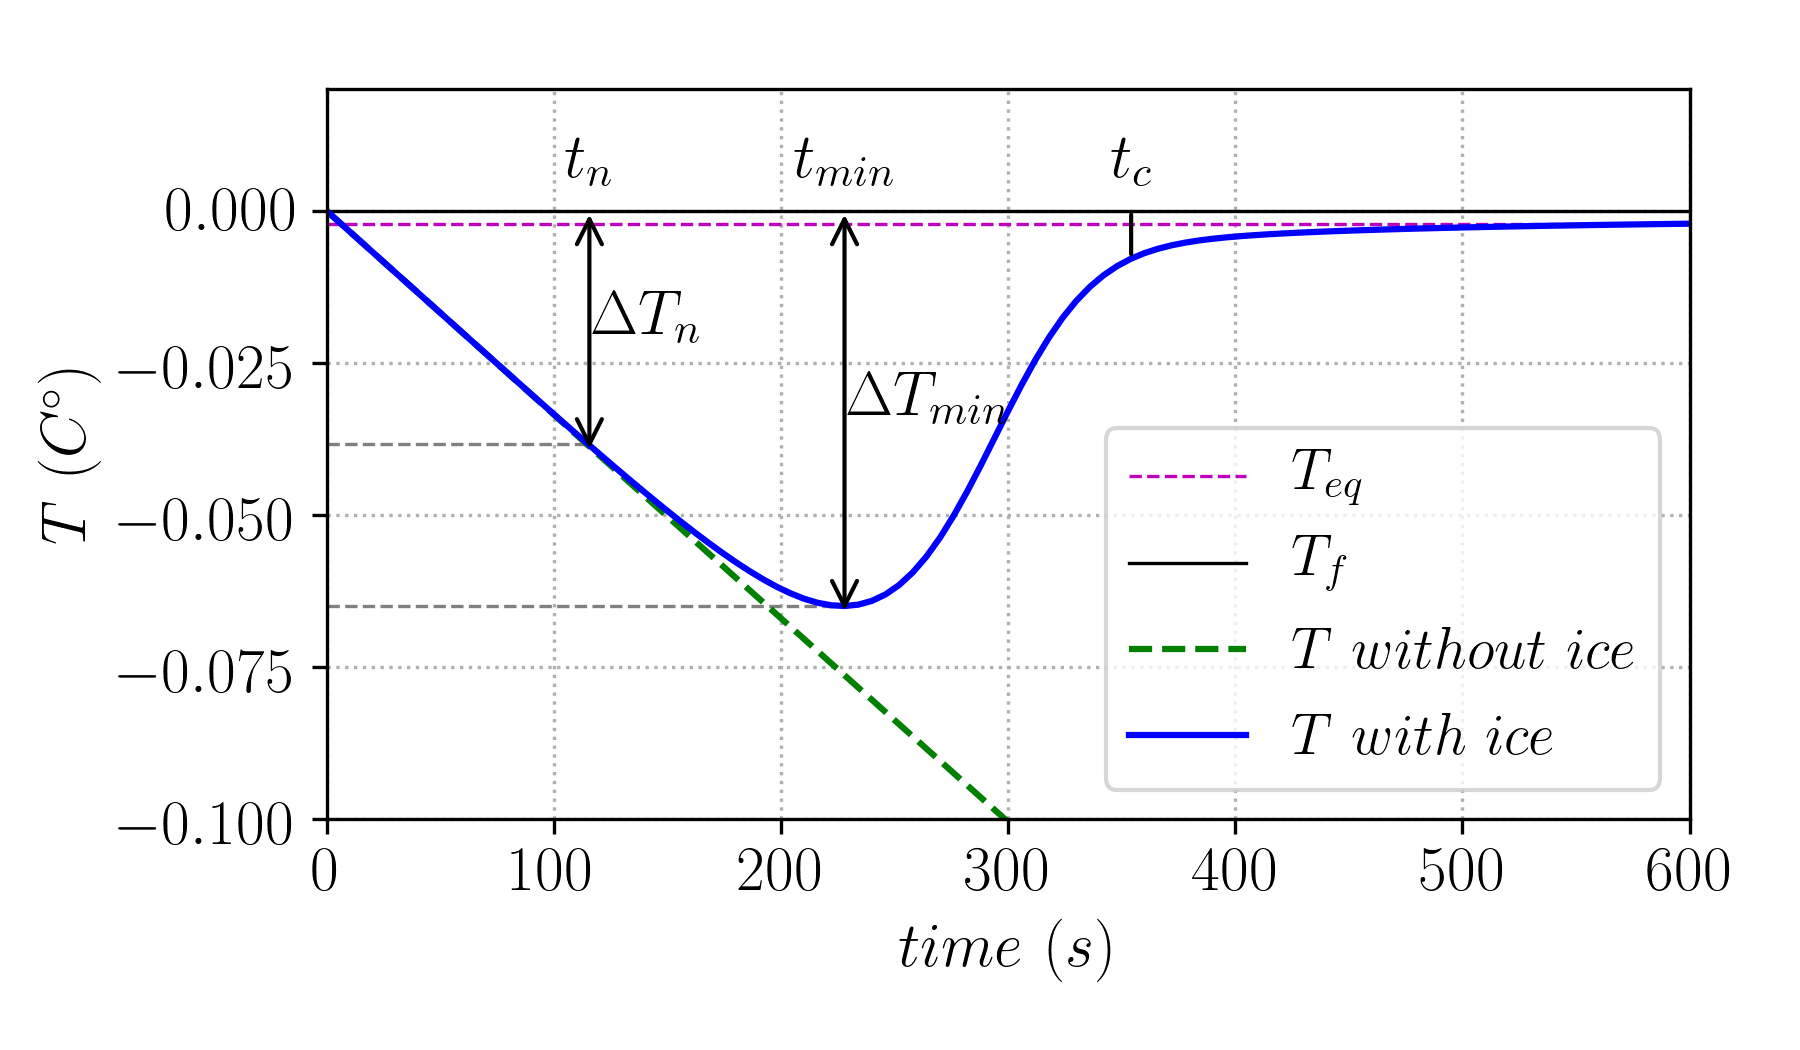 t_n t_min t_c
0.000
−0.025
−0.050
−0.075
−0.100
T (C°)
ΔT_n
ΔT_min
T_eq
T_f
T without ice
T with ice
0 100 200 300 400 500 600
time (s)